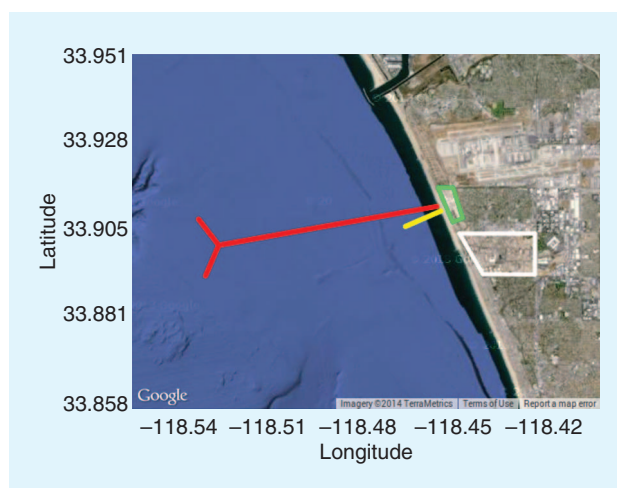 33.951
33.928
33.905
33.881
33.858
Latitude
Google
Imagery ©2014 TerraMetrics | Terms of Use | Report a map error
–118.54 –118.51 –118.48 –118.45 –118.42
Longitude